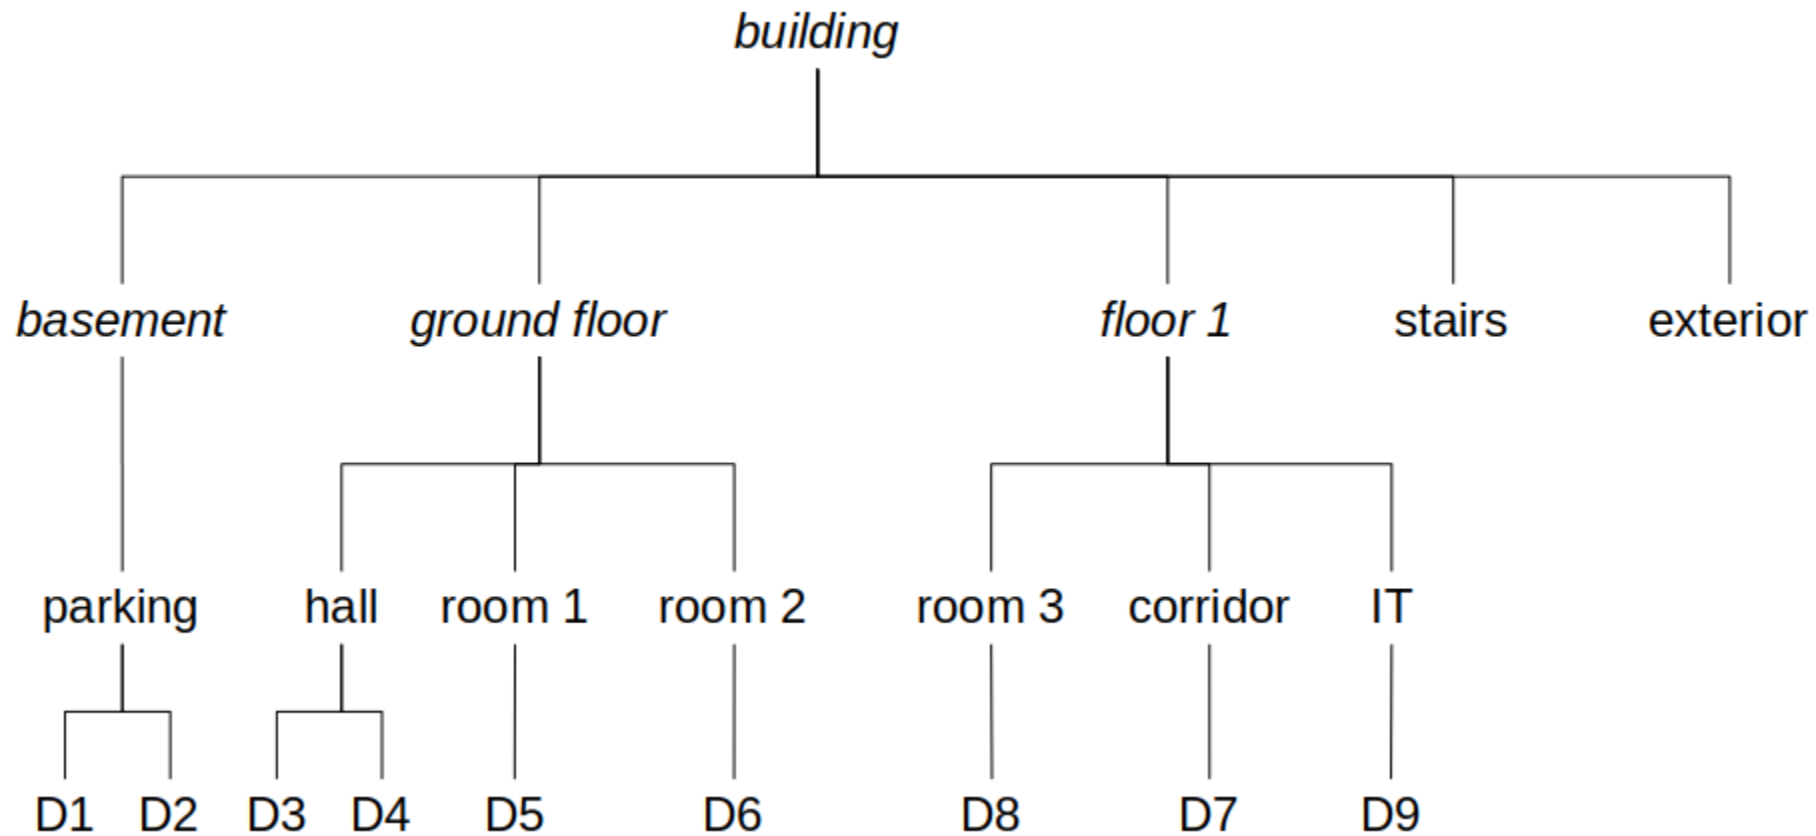 building
basement ground floor floor 1 stairs exterior
parking hall room 1 room 2 room 3 corridor IT
D1 D2 D3 D4 D5 D6 D8 D7 D9